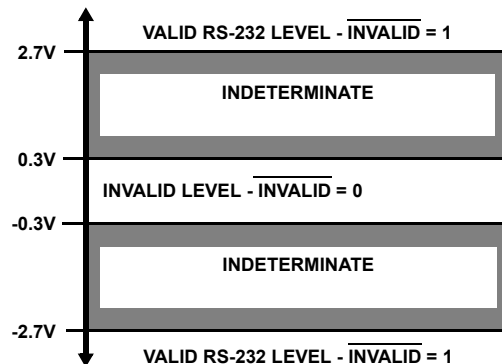 VALID RS-232 LEVEL - INVALID = 1
2.7V
INDETERMINATE
0.3V
INVALID LEVEL - INVALID = 0
-0.3V
INDETERMINATE
-2.7V
VALID RS-232 LEVEL - INVALID = 1